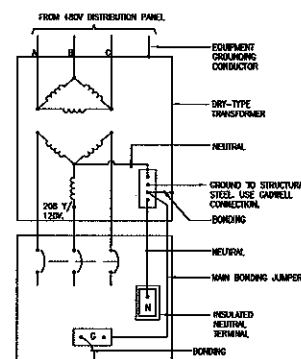 FROM 480V DISTRIBUTION PANEL
A B C
EQUIPMENT
GROUNDING
CONDUCTOR
DRY-TYPE
TRANSFORMER
NEUTRAL
GROUND TO STRUCTURA
STEEL. USE CADWELL
CONNECTION.
BONDING
208 Y/
120V.
NEUTRAL
MAIN BONDING JUMPER
N
INSULATED
NEUTRAL
TERMINAL
G
BONDING